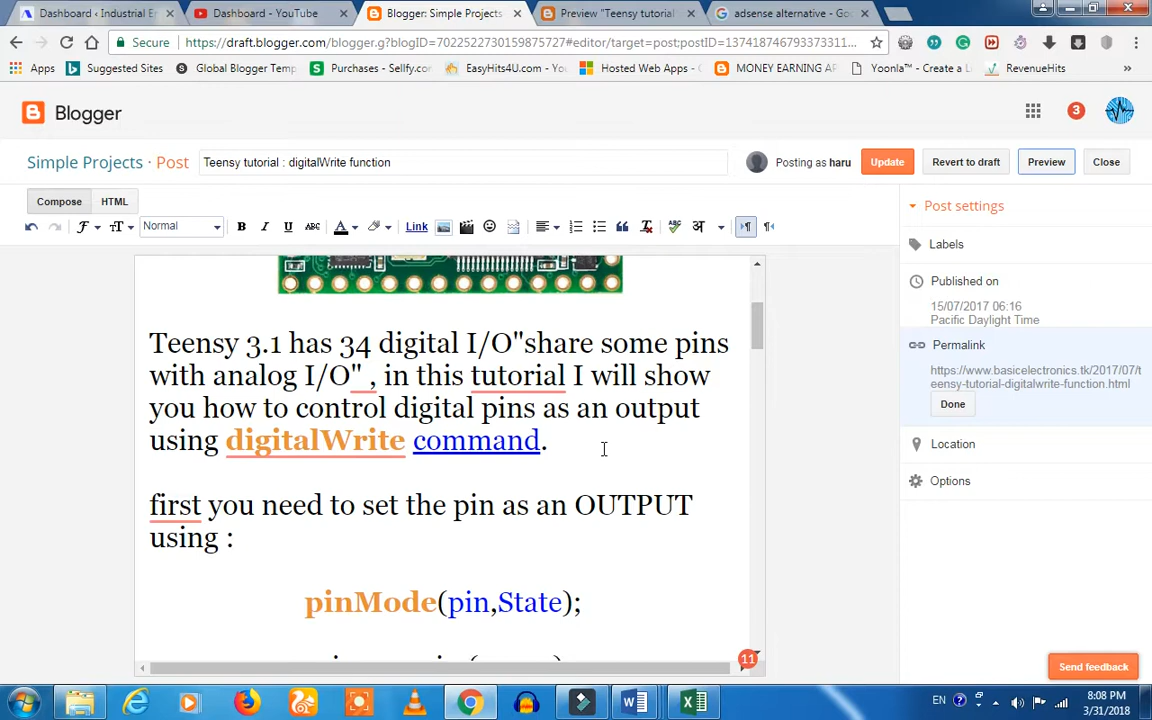 Dashboard ‹ Industrial E
Dashboard - YouTube
Blogger: Simple Projects
Preview "Teensy tutorial
adsense alternative - Go
Secure
https://draft.blogger.com/blogger.g?blogID=7022522730159875727#editor/target=post;postID=137418746793373311...
Apps
Suggested Sites
Global Blogger Temp
Purchases - Sellfy.com
EasyHits4U.com - You
Hosted Web Apps -
MONEY EARNING AP
Yoonla™ - Create a L
RevenueHits
»
Blogger
3
Simple Projects · Post
Teensy tutorial : digitalWrite function
Posting as haru
Update
Revert to draft
Preview
Close
Compose
HTML
Normal
B I U ABC A
Link
अ
Post settings
Labels
Published on
15/07/2017 06:16
Pacific Daylight Time
Permalink
https://www.basicelectronics.tk/2017/07/t
eensy-tutorial-digitalwrite-function.html
Done
Location
Options
Teensy 3.1 has 34 digital I/O"share some pins
with analog I/O" , in this tutorial I will show
you how to control digital pins as an output
using digitalWrite command.
first you need to set the pin as an OUTPUT
using :
pinMode(pin,State);
11
Send feedback
EN
8:08 PM
3/31/2018